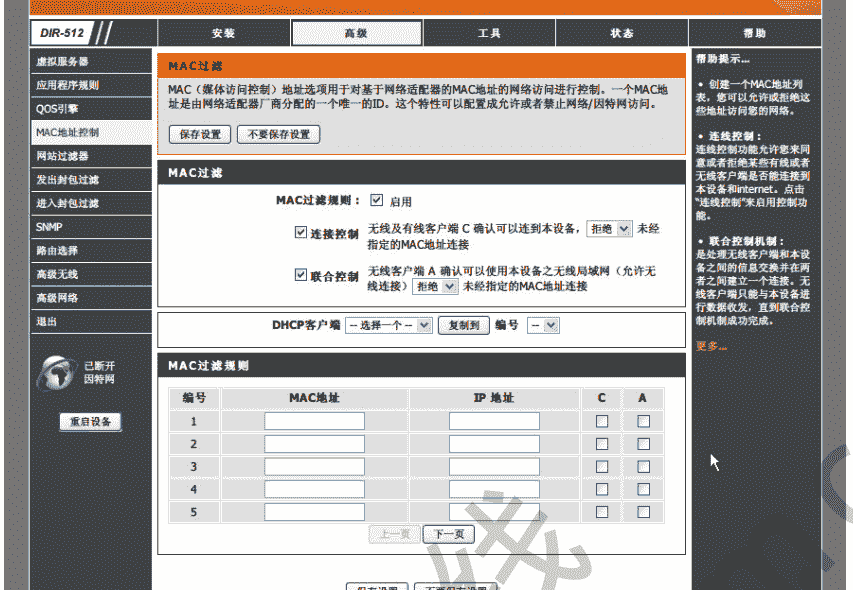 DIR-512
安装
高级
工具
状态
帮助
虚拟服务器
应用程序规则
QOS引擎
MAC地址控制
网站过滤器
发出封包过滤
进入封包过滤
SNMP
路由选择
高级无线
高级网络
退出
已断开
因特网
重启设备
MAC过滤
MAC（媒体访问控制）地址选项用于对基于网络适配器的MAC地址的网络访问进行控制。一个MAC地
址是由网络适配器厂商分配的一个唯一的ID。这个特性可以配置成允许或者禁止网络/因特网访问。
保存设置 不要保存设置
MAC过滤
MAC过滤规则： 启用
连接控制 无线及有线客户端 C 确认可以连到本设备， 拒绝 未经
指定的MAC地址连接
联合控制 无线客户端 A 确认可以使用本设备之无线局域网（允许无
线连接） 拒绝 未经指定的MAC地址连接
DHCP客户端 -- 选择一个 -- 复制到 编号 --
MAC过滤规则
编号 MAC地址 IP 地址 C A
1
2
3
4
5
上一页 下一页
保存设置 不要保存设置
帮助提示...
• 创建一个MAC地址列
表，您可以允许或拒绝这
些地址访问您的网络。
• 连线控制：
连线控制功能允许您来同
意或者拒绝某些有线或者
无线客户端是否能连接到
本设备和internet。点击
“连线控制”来启用控制功
能。
• 联合控制机制：
是处理无线客户端和本设
备之间的信息交换并在两
者之间建立一个连接。无
线客户端只能与本设备进
行数据收发，直到联合控
制机制成功完成。
更多...
线